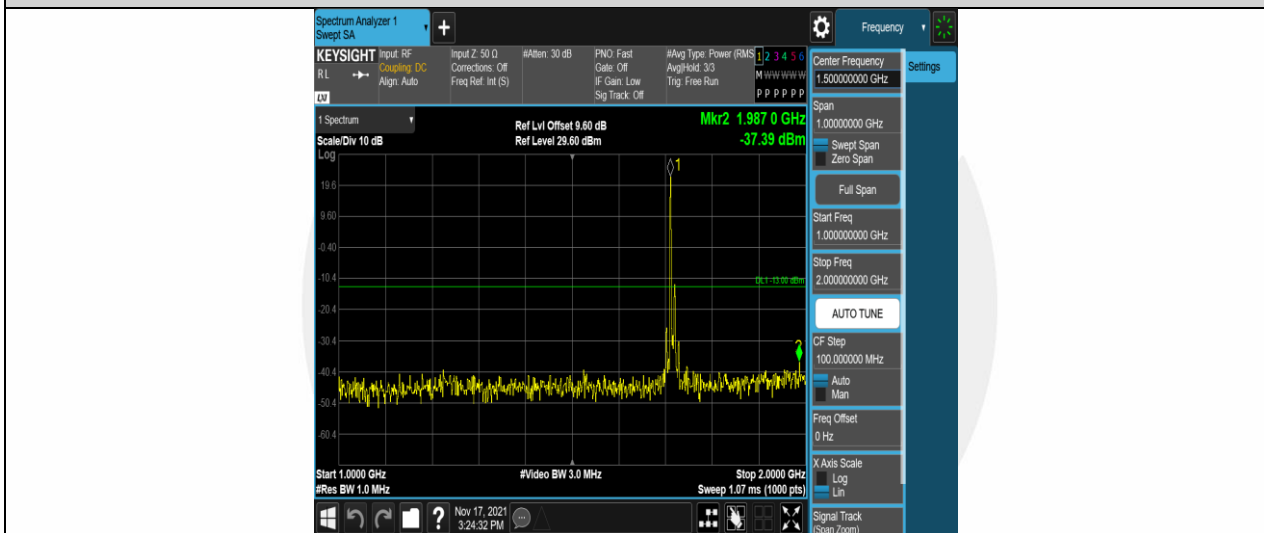 Spectrum Analyzer 1
Swept SA
Frequency
KEYSIGHT
RL
LXI
Input: RF
Coupling: DC
Align: Auto
Input Z: 50 Ω
Corrections: Off
Freq Ref: Int (S)
#Atten: 30 dB
PNO: Fast
Gate: Off
IF Gain: Low
Sig Track: Off
#Avg Type: Power (RMS
Avg|Hold: 3/3
Trig: Free Run
1 2 3 4 5 6
M W W W W W
P P P P P P
Center Frequency
1.500000000 GHz
Settings
1 Spectrum
Scale/Div 10 dB
Log
Ref Lvl Offset 9.60 dB
Ref Level 29.60 dBm
Mkr2 1.987 0 GHz
-37.39 dBm
Span
1.00000000 GHz
Swept Span
Zero Span
Full Span
Start Freq
1.000000000 GHz
Stop Freq
2.000000000 GHz
AUTO TUNE
CF Step
100.000000 MHz
Auto
Man
Freq Offset
0 Hz
X Axis Scale
Log
Lin
Signal Track
(Span Zoom)
1
19.6
9.60
-0.40
-10.4
DL1 -13.00 dBm
-20.4
-30.4
2
-40.4
-50.4
-60.4
Start 1.0000 GHz
#Video BW 3.0 MHz
Stop 2.0000 GHz
#Res BW 1.0 MHz
Sweep 1.07 ms (1000 pts)
?
Nov 17, 2021
3:24:32 PM